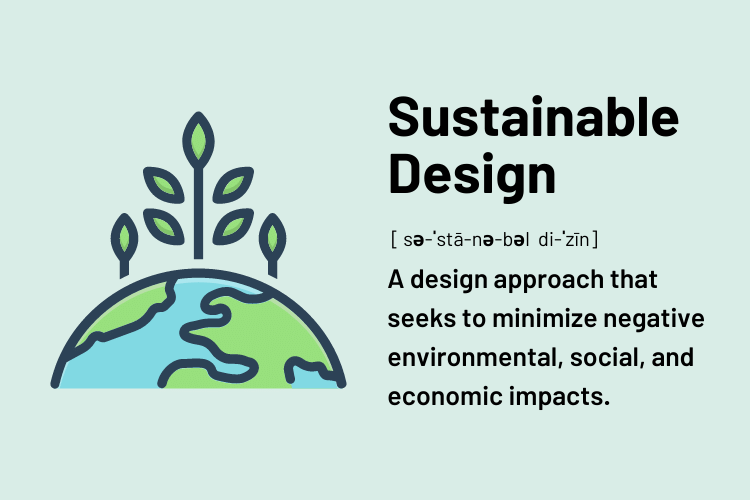 Sustainable
Design
[ sə-ˈstā-nə-bəl di-ˈzīn]
A design approach that
seeks to minimize negative
environmental, social, and
economic impacts.